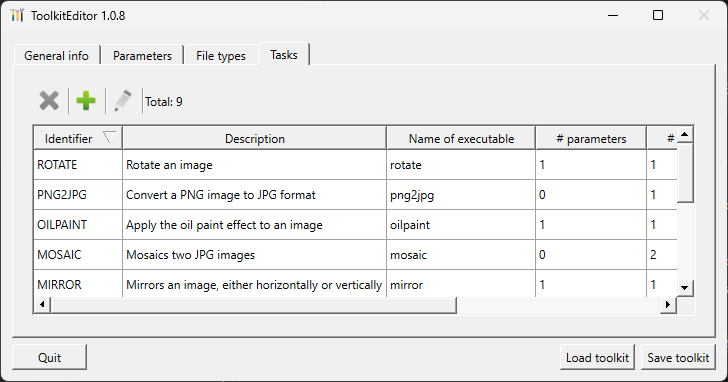 ToolkitEditor 1.0.8
General info Parameters File types Tasks
Total: 9
Identifier Description Name of executable # parameters #
ROTATE Rotate an image rotate 1 1
PNG2JPG Convert a PNG image to JPG format png2jpg 0 1
OILPAINT Apply the oil paint effect to an image oilpaint 1 1
MOSAIC Mosaics two JPG images mosaic 0 2
MIRROR Mirrors an image, either horizontally or vertically mirror 1 1
Quit Load toolkit Save toolkit